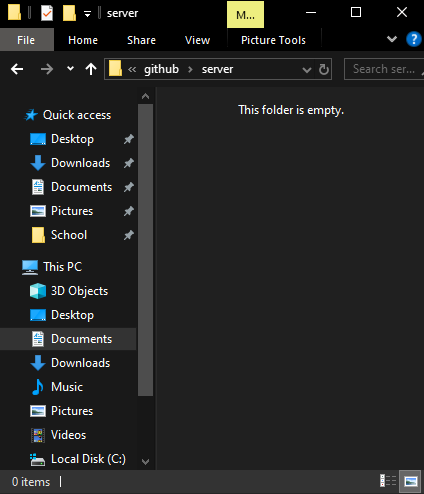 server
M...
File
Home
Share
View
Picture Tools
github
server
Search ser...
This folder is empty.
Quick access
Desktop
Downloads
Documents
Pictures
School
This PC
3D Objects
Desktop
Documents
Downloads
Music
Pictures
Videos
Local Disk (C:)
0 items